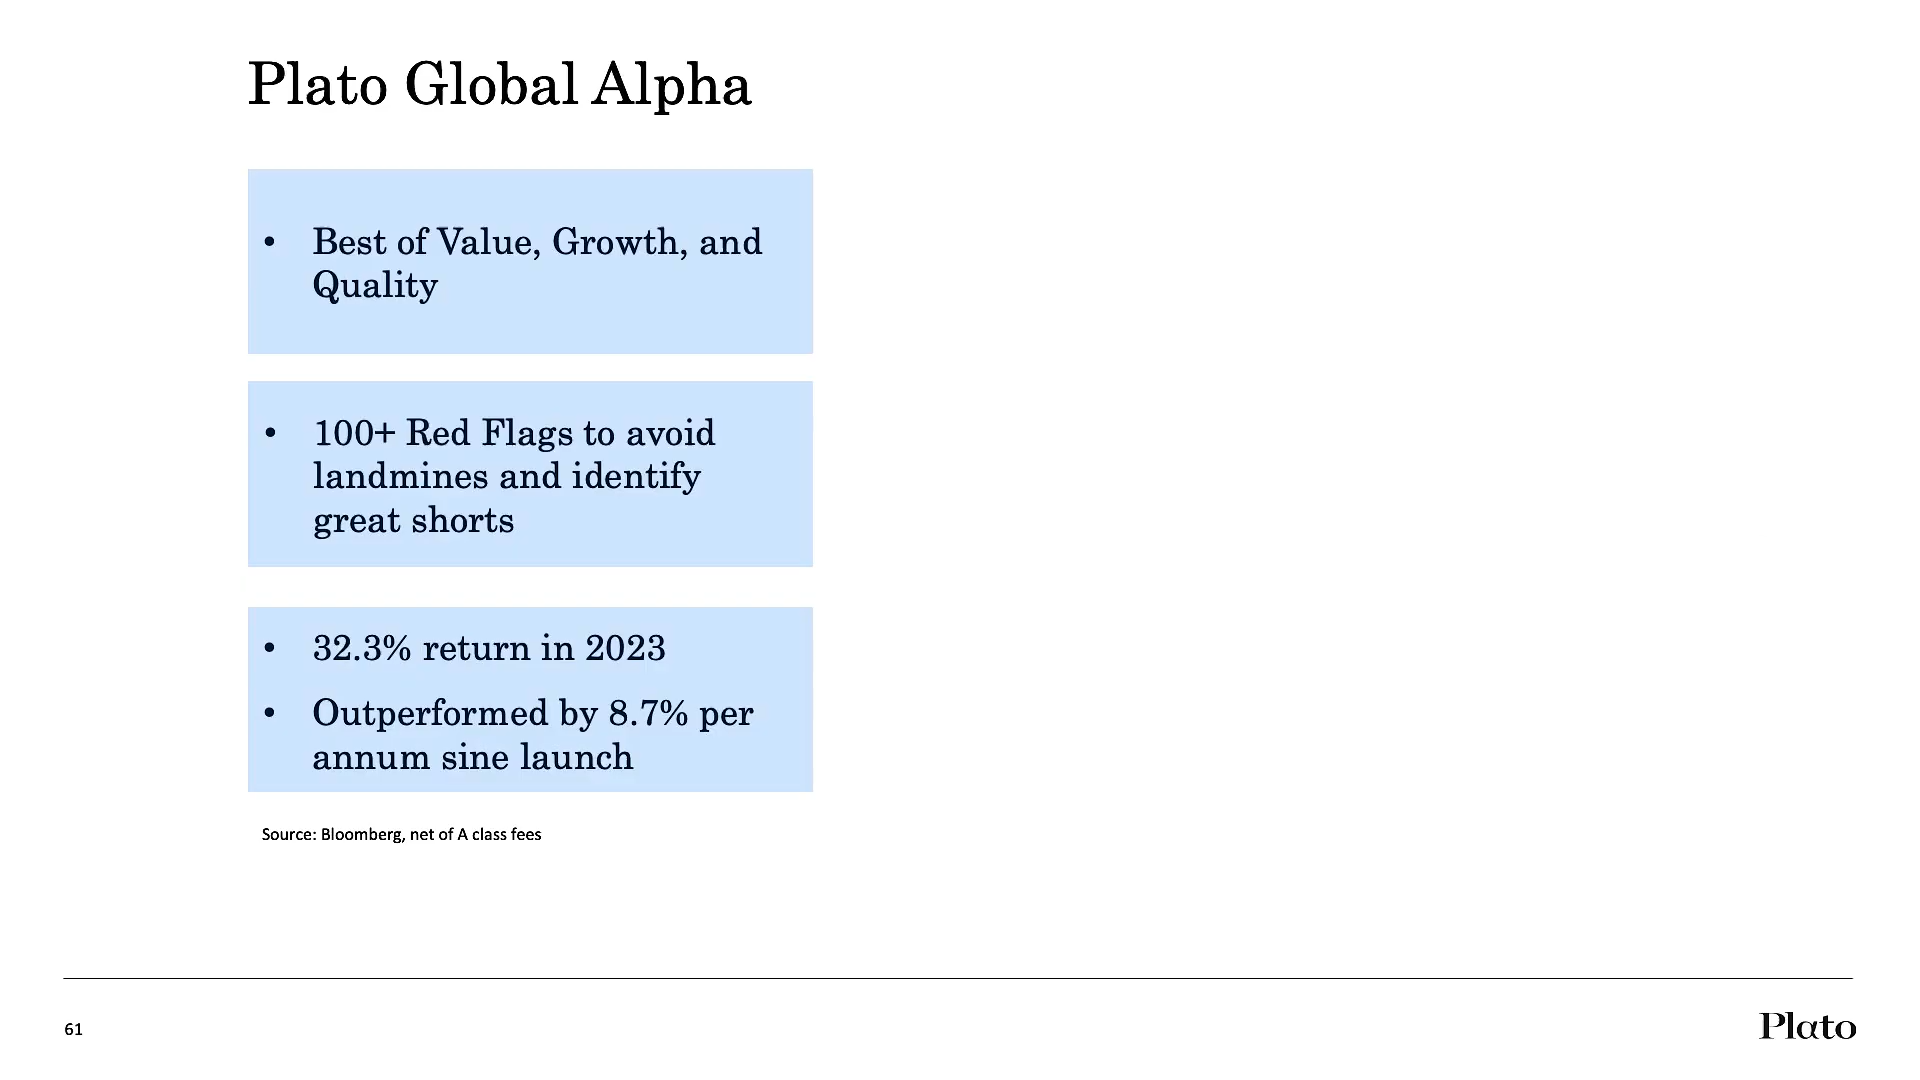 Plato Global Alpha
• Best of Value, Growth, and
Quality
• 100+ Red Flags to avoid
landmines and identify
great shorts
• 32.3% return in 2023
• Outperformed by 8.7% per
annum sine launch
Source: Bloomberg, net of A class fees
61
Plato